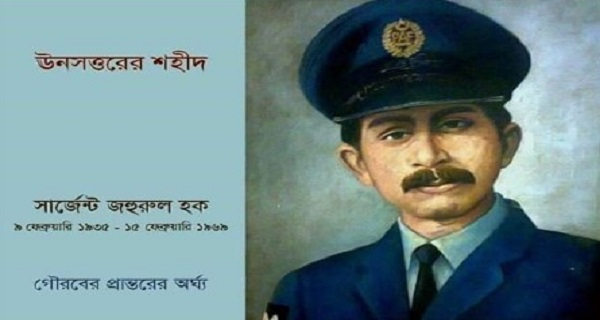 ঊনসত্তরের শহীদ
সার্জেন্ট জহুরুল হক
৯ ফেব্রুয়ারি ১৯৩৫ - ১৫ ফেব্রুয়ারি ১৯৬৯
গৌরবের প্রান্তরের অর্ঘ্য